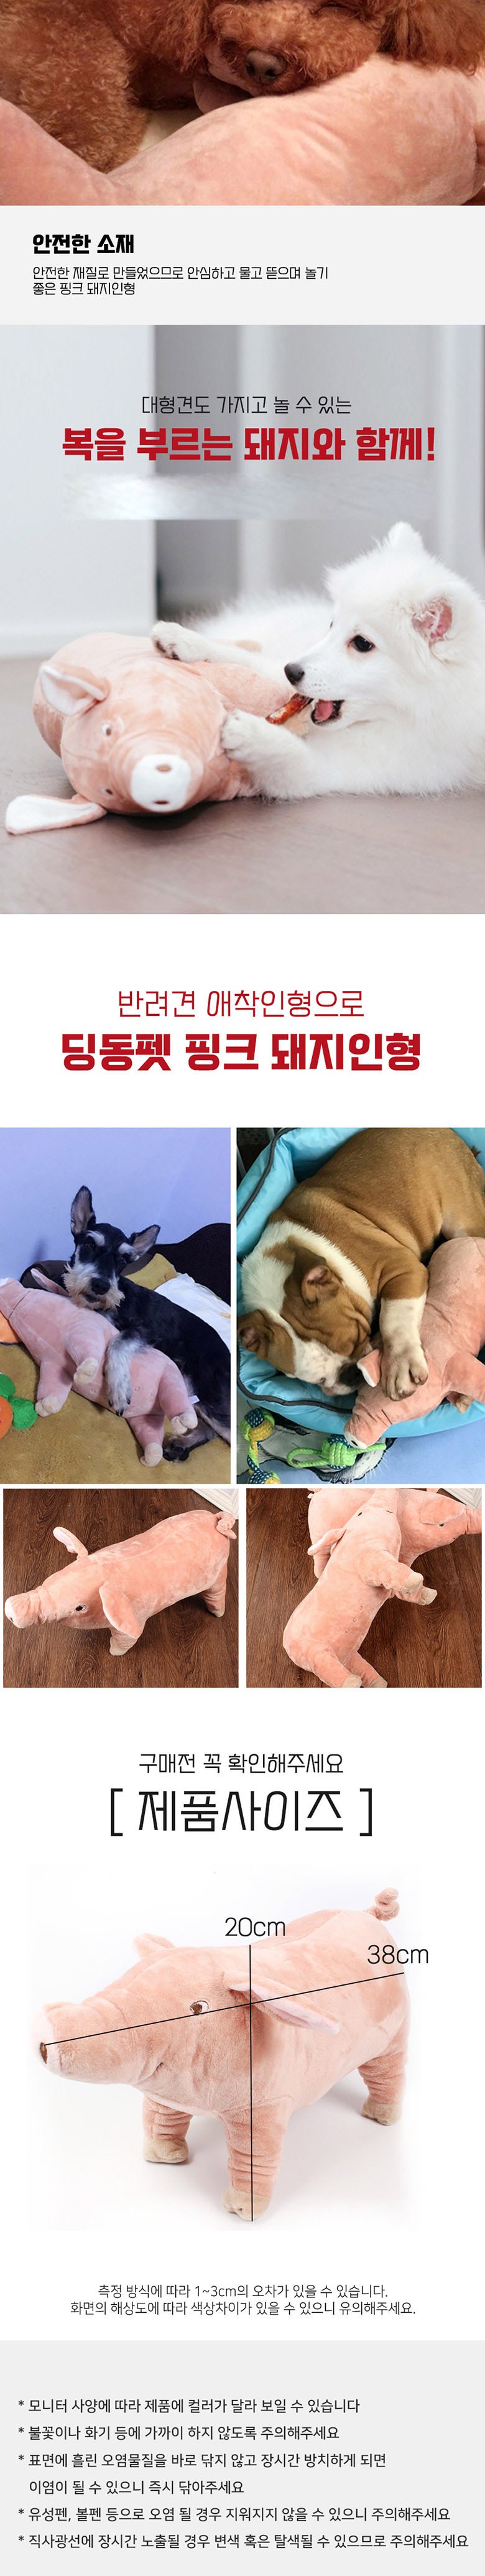 안전한 소재
안전한 재질로 만들었으므로 안심하고 물고 뜯으며 놀기
좋은 핑크 돼지인형
대형견도 가지고 놀 수 있는
복을 부르는 돼지와 함께!
반려견 애착인형으로
딩동펫 핑크 돼지인형
구매전 꼭 확인해주세요
[ 제품사이즈 ]
20cm
38cm
측정 방식에 따라 1~3cm의 오차가 있을 수 있습니다.
화면의 해상도에 따라 색상차이가 있을 수 있으니 유의해주세요.
* 모니터 사양에 따라 제품에 컬러가 달라 보일 수 있습니다
* 불꽃이나 화기 등에 가까이 하지 않도록 주의해주세요
* 표면에 흘린 오염물질을 바로 닦지 않고 장시간 방치하게 되면
이염이 될 수 있으니 즉시 닦아주세요
* 유성펜, 볼펜 등으로 오염 될 경우 지워지지 않을 수 있으니 주의해주세요
* 직사광선에 장시간 노출될 경우 변색 혹은 탈색될 수 있으므로 주의해주세요